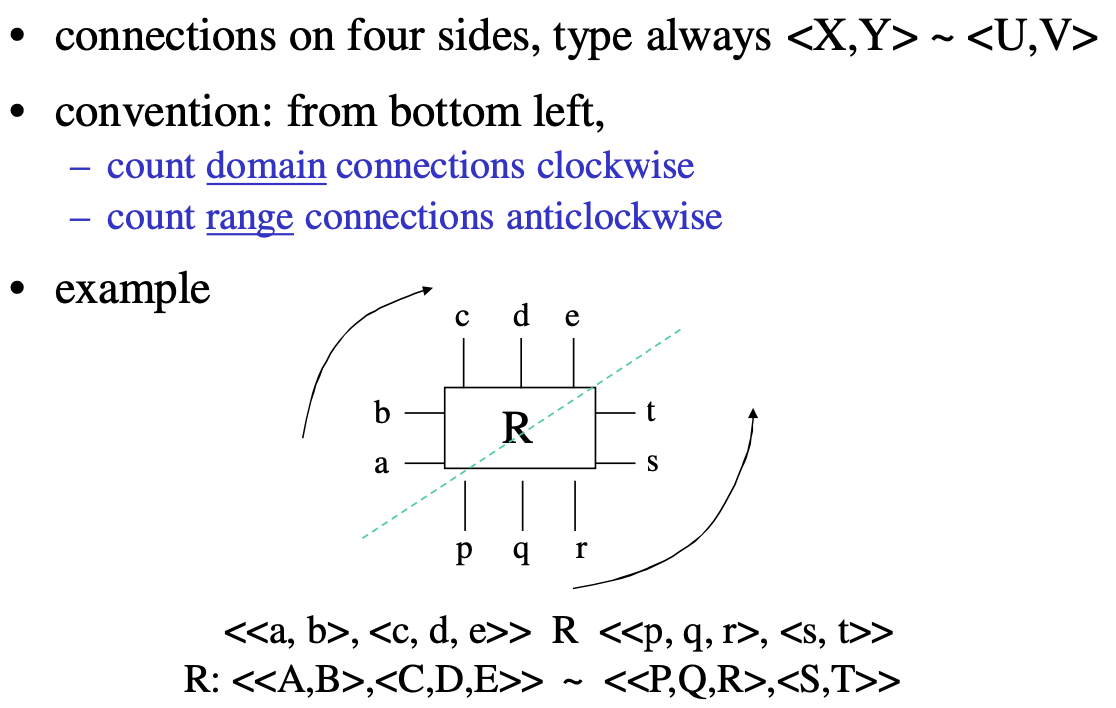 • connections on four sides, type always <X,Y> ~ <U,V>
• convention: from bottom left,
– count domain connections clockwise
– count range connections anticlockwise
• example
c d e
b R t
a s
p q r
<<a, b>, <c, d, e>> R <<p, q, r>, <s, t>>
R: <<A,B>,<C,D,E>> ~ <<P,Q,R>,<S,T>>